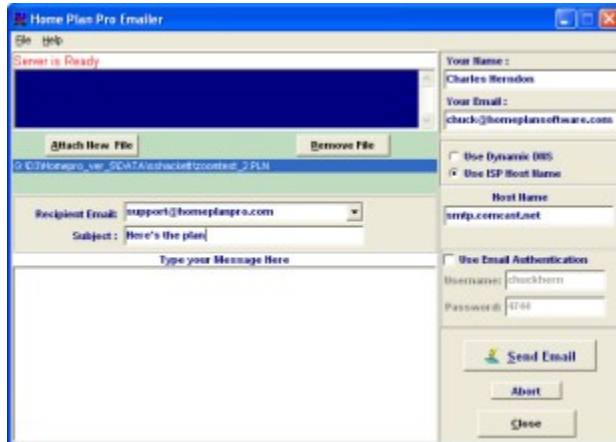 Home Plan Pro Emailer
File Help
Server is Ready
Attach New File
Remove File
Recipient Email: support@homeplanpro.com
Subject: Here's the plan
Type your Message Here
Your Name :
Charles Herndon
Your Email :
chuck@homeplansoftware.com
Use Dynamic DNS
Use ISP Host Name
Host Name
smtp.comcast.net
Use Email Authentication
Username: chuckhern
Password: 4744
Send Email
Abort
Close